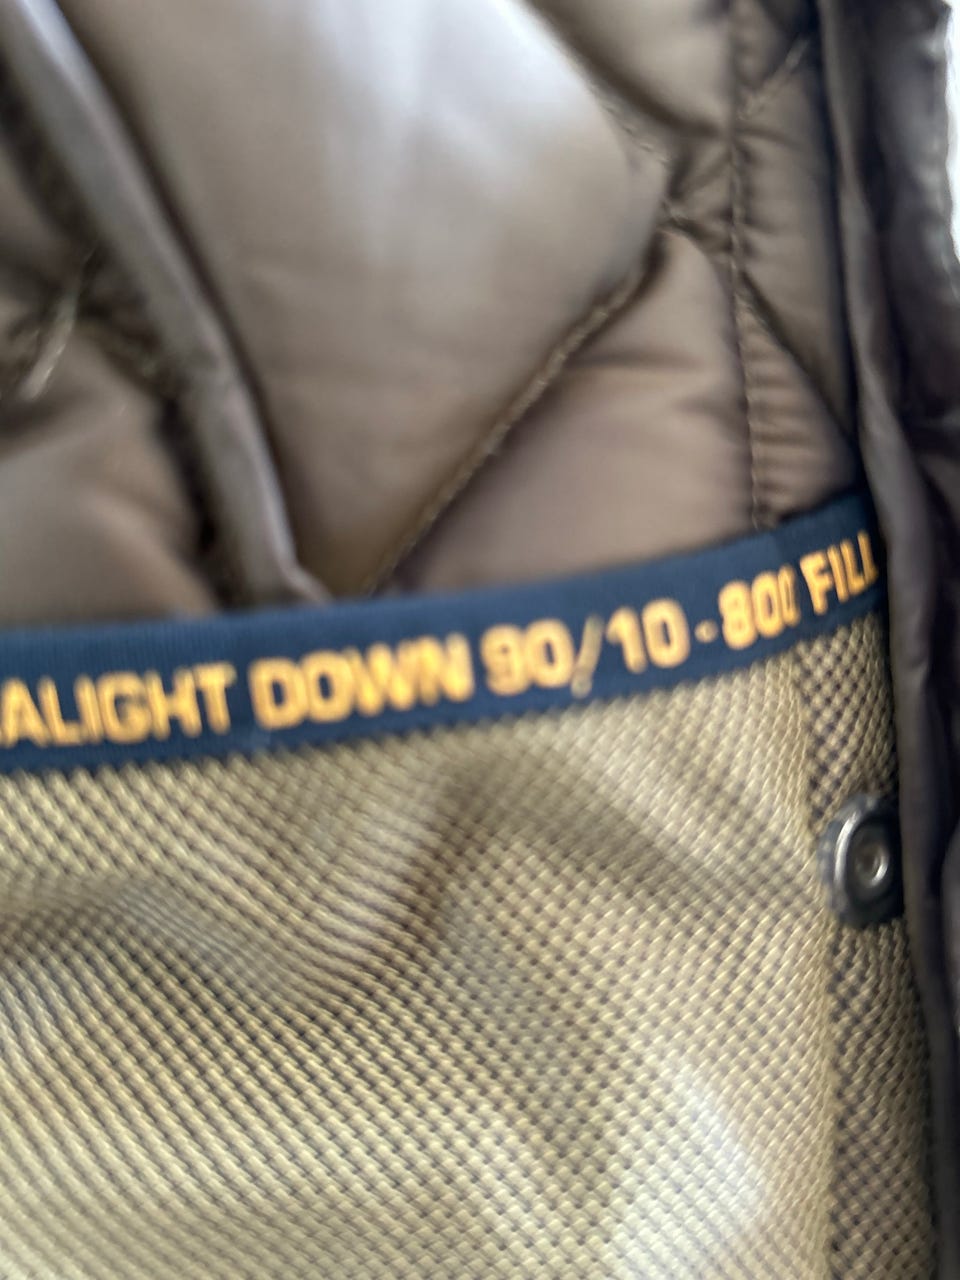 ALIGHT DOWN 90/10 - 800 FILL